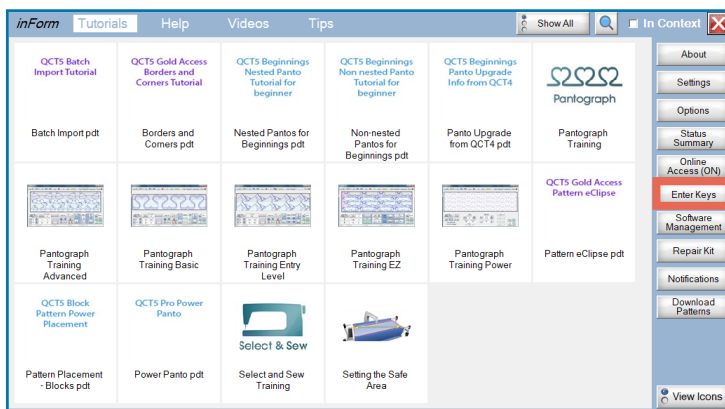 inForm Tutorials Help Videos Tips Show All In Context
QCT5 Batch
Import Tutorial
Batch Import pdt
QCT5 Gold Access
Borders and
Corners Tutorial
Borders and
Corners pdt
QCT5 Beginnings
Nested Panto
Tutorial for
beginner
Nested Pantos for
Beginnings pdt
QCT5 Beginnings
Non nested Panto
Tutorial for
beginner
Non-nested
Pantos for
Beginnings pdt
QCT5 Beginnings
Panto Upgrade
Info from QCT4
Panto Upgrade
from QCT4 pdt
Pantograph
Pantograph
Training
Pantograph
Training
Advanced
Pantograph
Training Basic
Pantograph
Training Entry
Level
Pantograph
Training EZ
Pantograph
Training Power
QCT5 Gold Access
Pattern eClipse
Pattern eClipse pdt
QCT5 Block
Pattern Power
Placement
Pattern Placement
- Blocks pdt
QCT5 Pro Power
Panto
Power Panto pdt
Select & Sew
Select and Sew
Training
Setting the Safe
Area
About
Settings
Options
Status
Summary
Online
Access (ON)
Enter Keys
Software
Management
Repair Kit
Notifications
Download
Patterns
View Icons